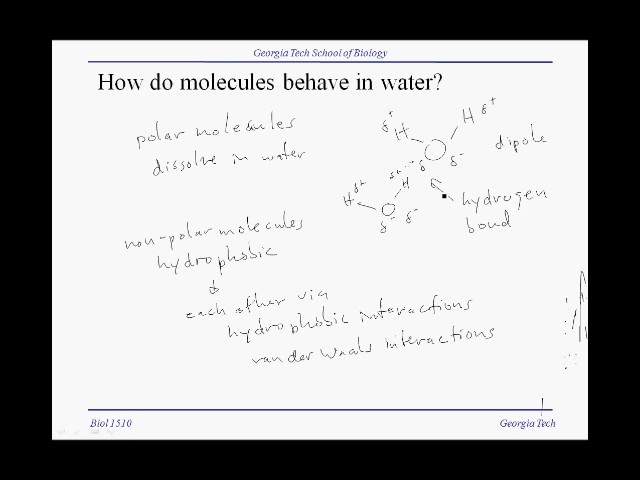 Georgia Tech School of Biology
How do molecules behave in water?
polar molecules
dissolve in water
δ+ H H δ+
dipole
δ+ δ- δ-
H δ+ H
δ- δ-
hydrogen
bond
non-polar molecules
hydrophobic
each other via
hydrophobic interactions
van der Waals interactions
Biol 1510
Georgia Tech